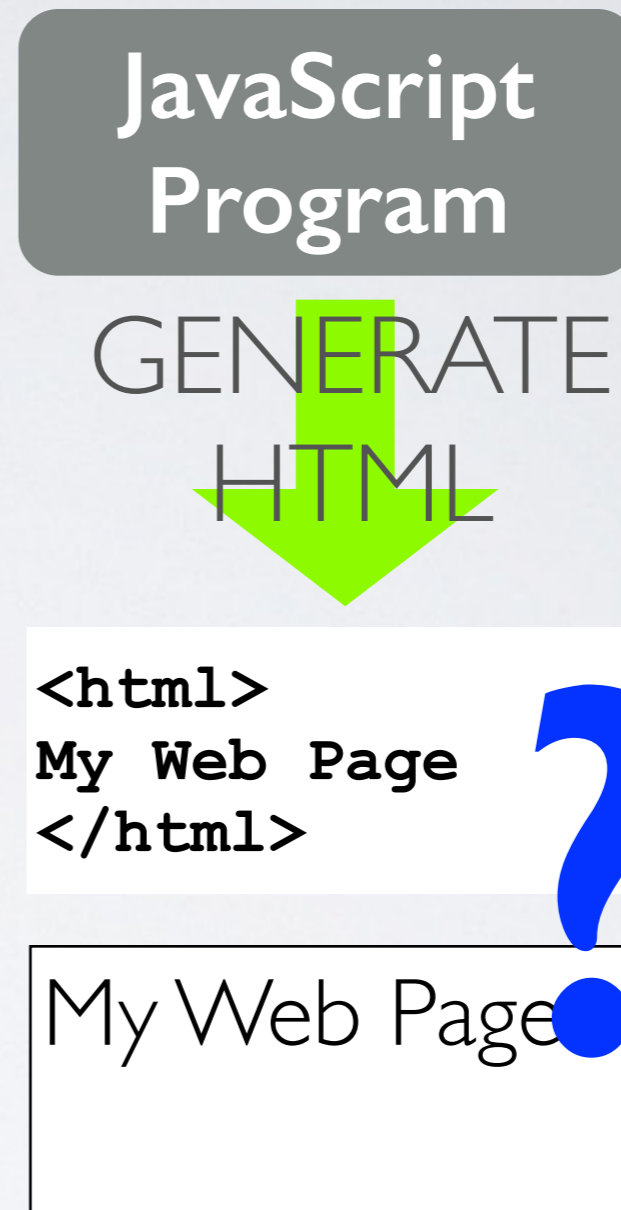 JavaScript
Program
GENERATE
HTML
<html>
My Web Page
</html>
?
My Web Page